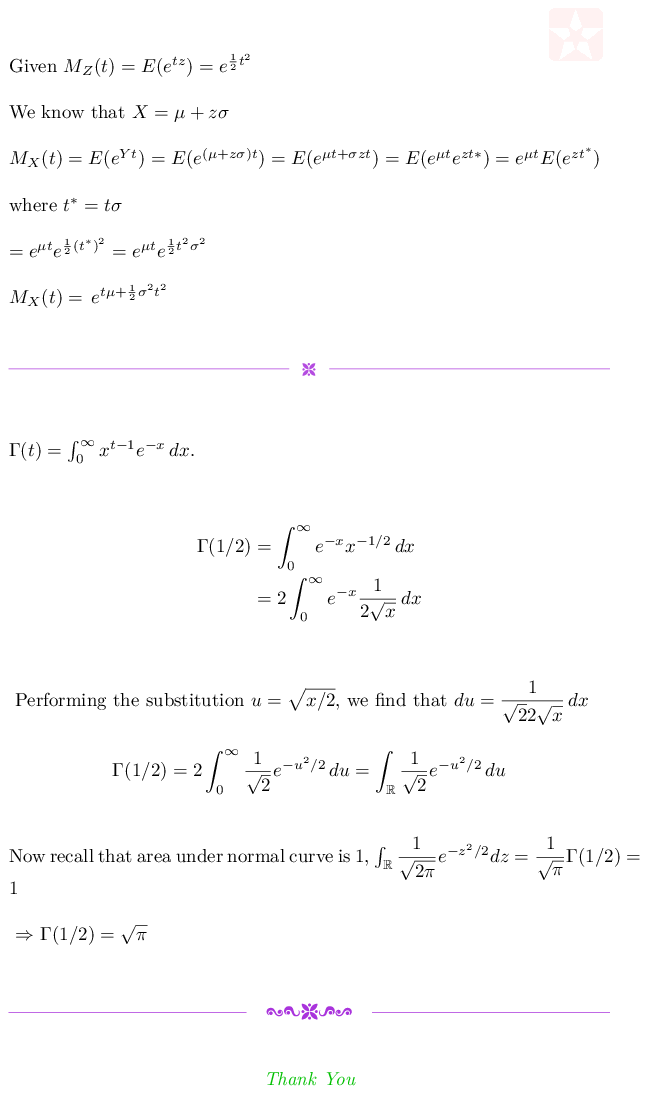 Given $M_Z(t) = E(e^{tz}) = e^{\frac{1}{2}t^2}$
We know that $X = \mu + z\sigma$
$M_X(t) = E(e^{Yt}) = E(e^{(\mu+z\sigma)t}) = E(e^{\mu t+\sigma zt}) = E(e^{\mu t}e^{zt*}) = e^{\mu t}E(e^{zt^*})$
where $t^* = t\sigma$
$= e^{\mu t}e^{\frac{1}{2}(t^*)^2} = e^{\mu t}e^{\frac{1}{2}t^2\sigma^2}$
$M_X(t) = e^{t\mu+\frac{1}{2}\sigma^2t^2}$
$\Gamma(t) = \int_0^\infty x^{t-1}e^{-x}\,dx.$
$\Gamma(1/2) = \int_0^\infty e^{-x}x^{-1/2}\,dx$
$= 2\int_0^\infty e^{-x}\frac{1}{2\sqrt{x}}\,dx$
Performing the substitution $u = \sqrt{x/2}$, we find that $du = \frac{1}{\sqrt{2}2\sqrt{x}}\,dx$
$\Gamma(1/2) = 2\int_0^\infty \frac{1}{\sqrt{2}}e^{-u^2/2}\,du = \int_{\mathbb{R}} \frac{1}{\sqrt{2}}e^{-u^2/2}\,du$
Now recall that area under normal curve is 1, $\int_{\mathbb{R}} \frac{1}{\sqrt{2\pi}}e^{-z^2/2}dz = \frac{1}{\sqrt{\pi}}\Gamma(1/2) =$
1
$\Rightarrow \Gamma(1/2) = \sqrt{\pi}$
Thank You